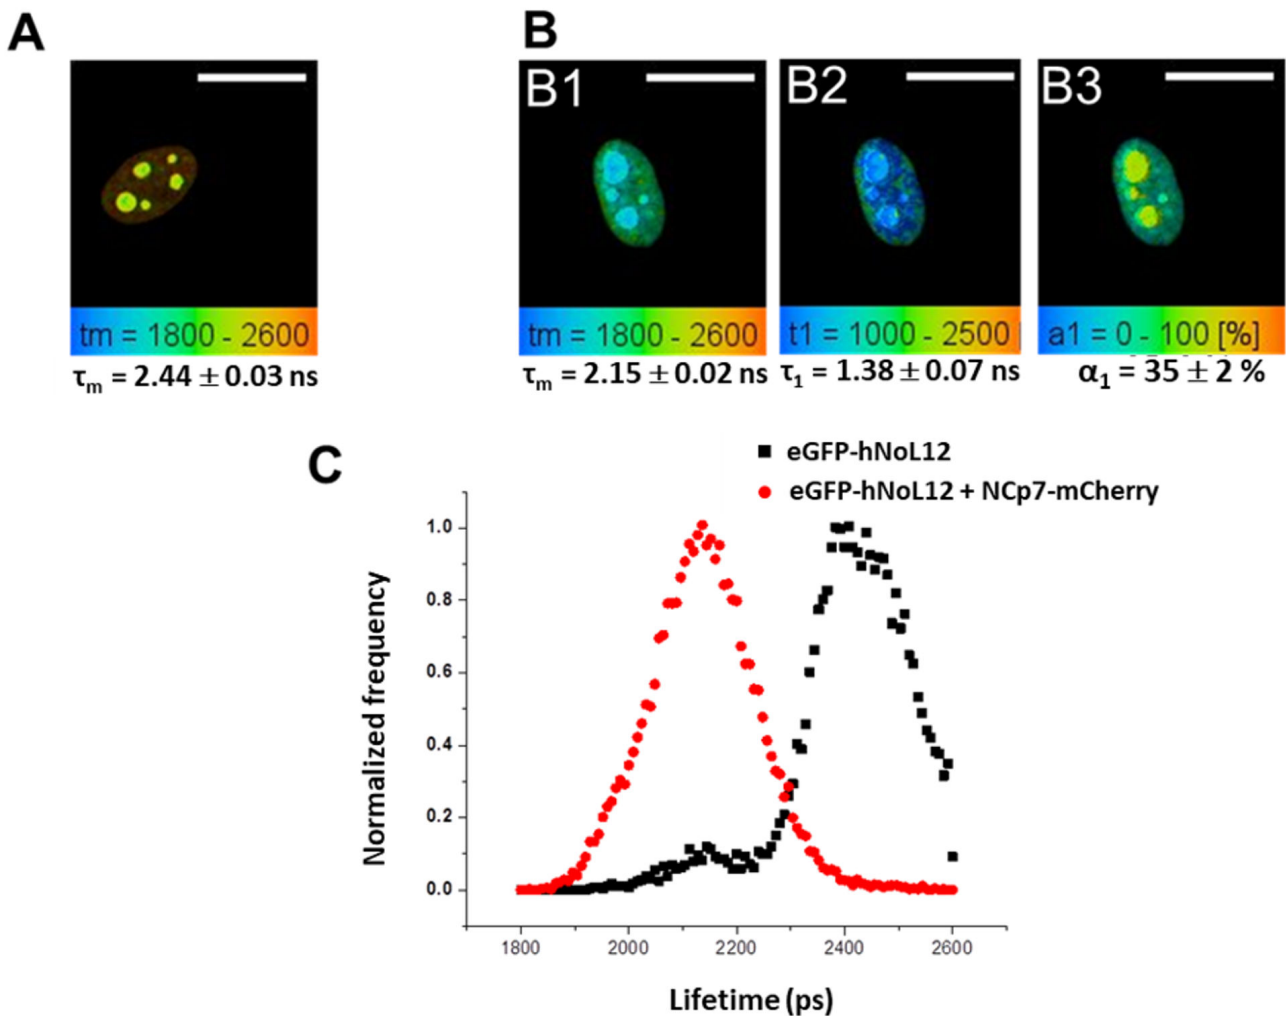 A
B
B1
B2
B3
tm = 1800 - 2600
tm = 1800 - 2600
t1 = 1000 - 2500
a1 = 0 - 100 [%]
τm = 2.44 ± 0.03 ns
τm = 2.15 ± 0.02 ns
τ1 = 1.38 ± 0.07 ns
α1 = 35 ± 2 %
C
eGFP-hNoL12
eGFP-hNoL12 + NCp7-mCherry
Normalized frequency
1.0
0.8
0.6
0.4
0.2
0.0
1800
2000
2200
2400
2600
Lifetime (ps)